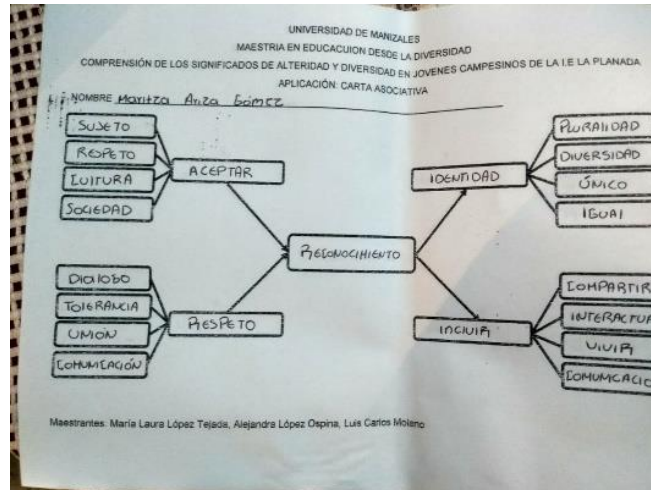 UNIVERSIDAD DE MANIZALES
MAESTRIA EN EDUCACUION DESDE LA DIVERSIDAD
COMPRENSIÓN DE LOS SIGNIFICADOS DE ALTERIDAD Y DIVERSIDAD EN JOVENES CAMPESINOS DE LA I.E LA PLANADA
APLICACIÓN: CARTA ASOCIATIVA
NOMBRE Maritza Ariza Gómez
SUJETO
RESPETO
CULTURA
SOCIEDAD
ACEPTAR
DIALOGO
TOLERANCIA
UNIÓN
COMUNICACIÓN
RESPETO
RECONOCIMIENTO
IDENTIDAD
PLURALIDAD
DIVERSIDAD
ÚNICO
IGUAL
INCLUIR
COMPARTIR
INTERACTUA
VIVIR
COMUNICACIO
Maestrantes: María Laura López Tejada, Alejandra López Ospina, Luis Carlos Molano